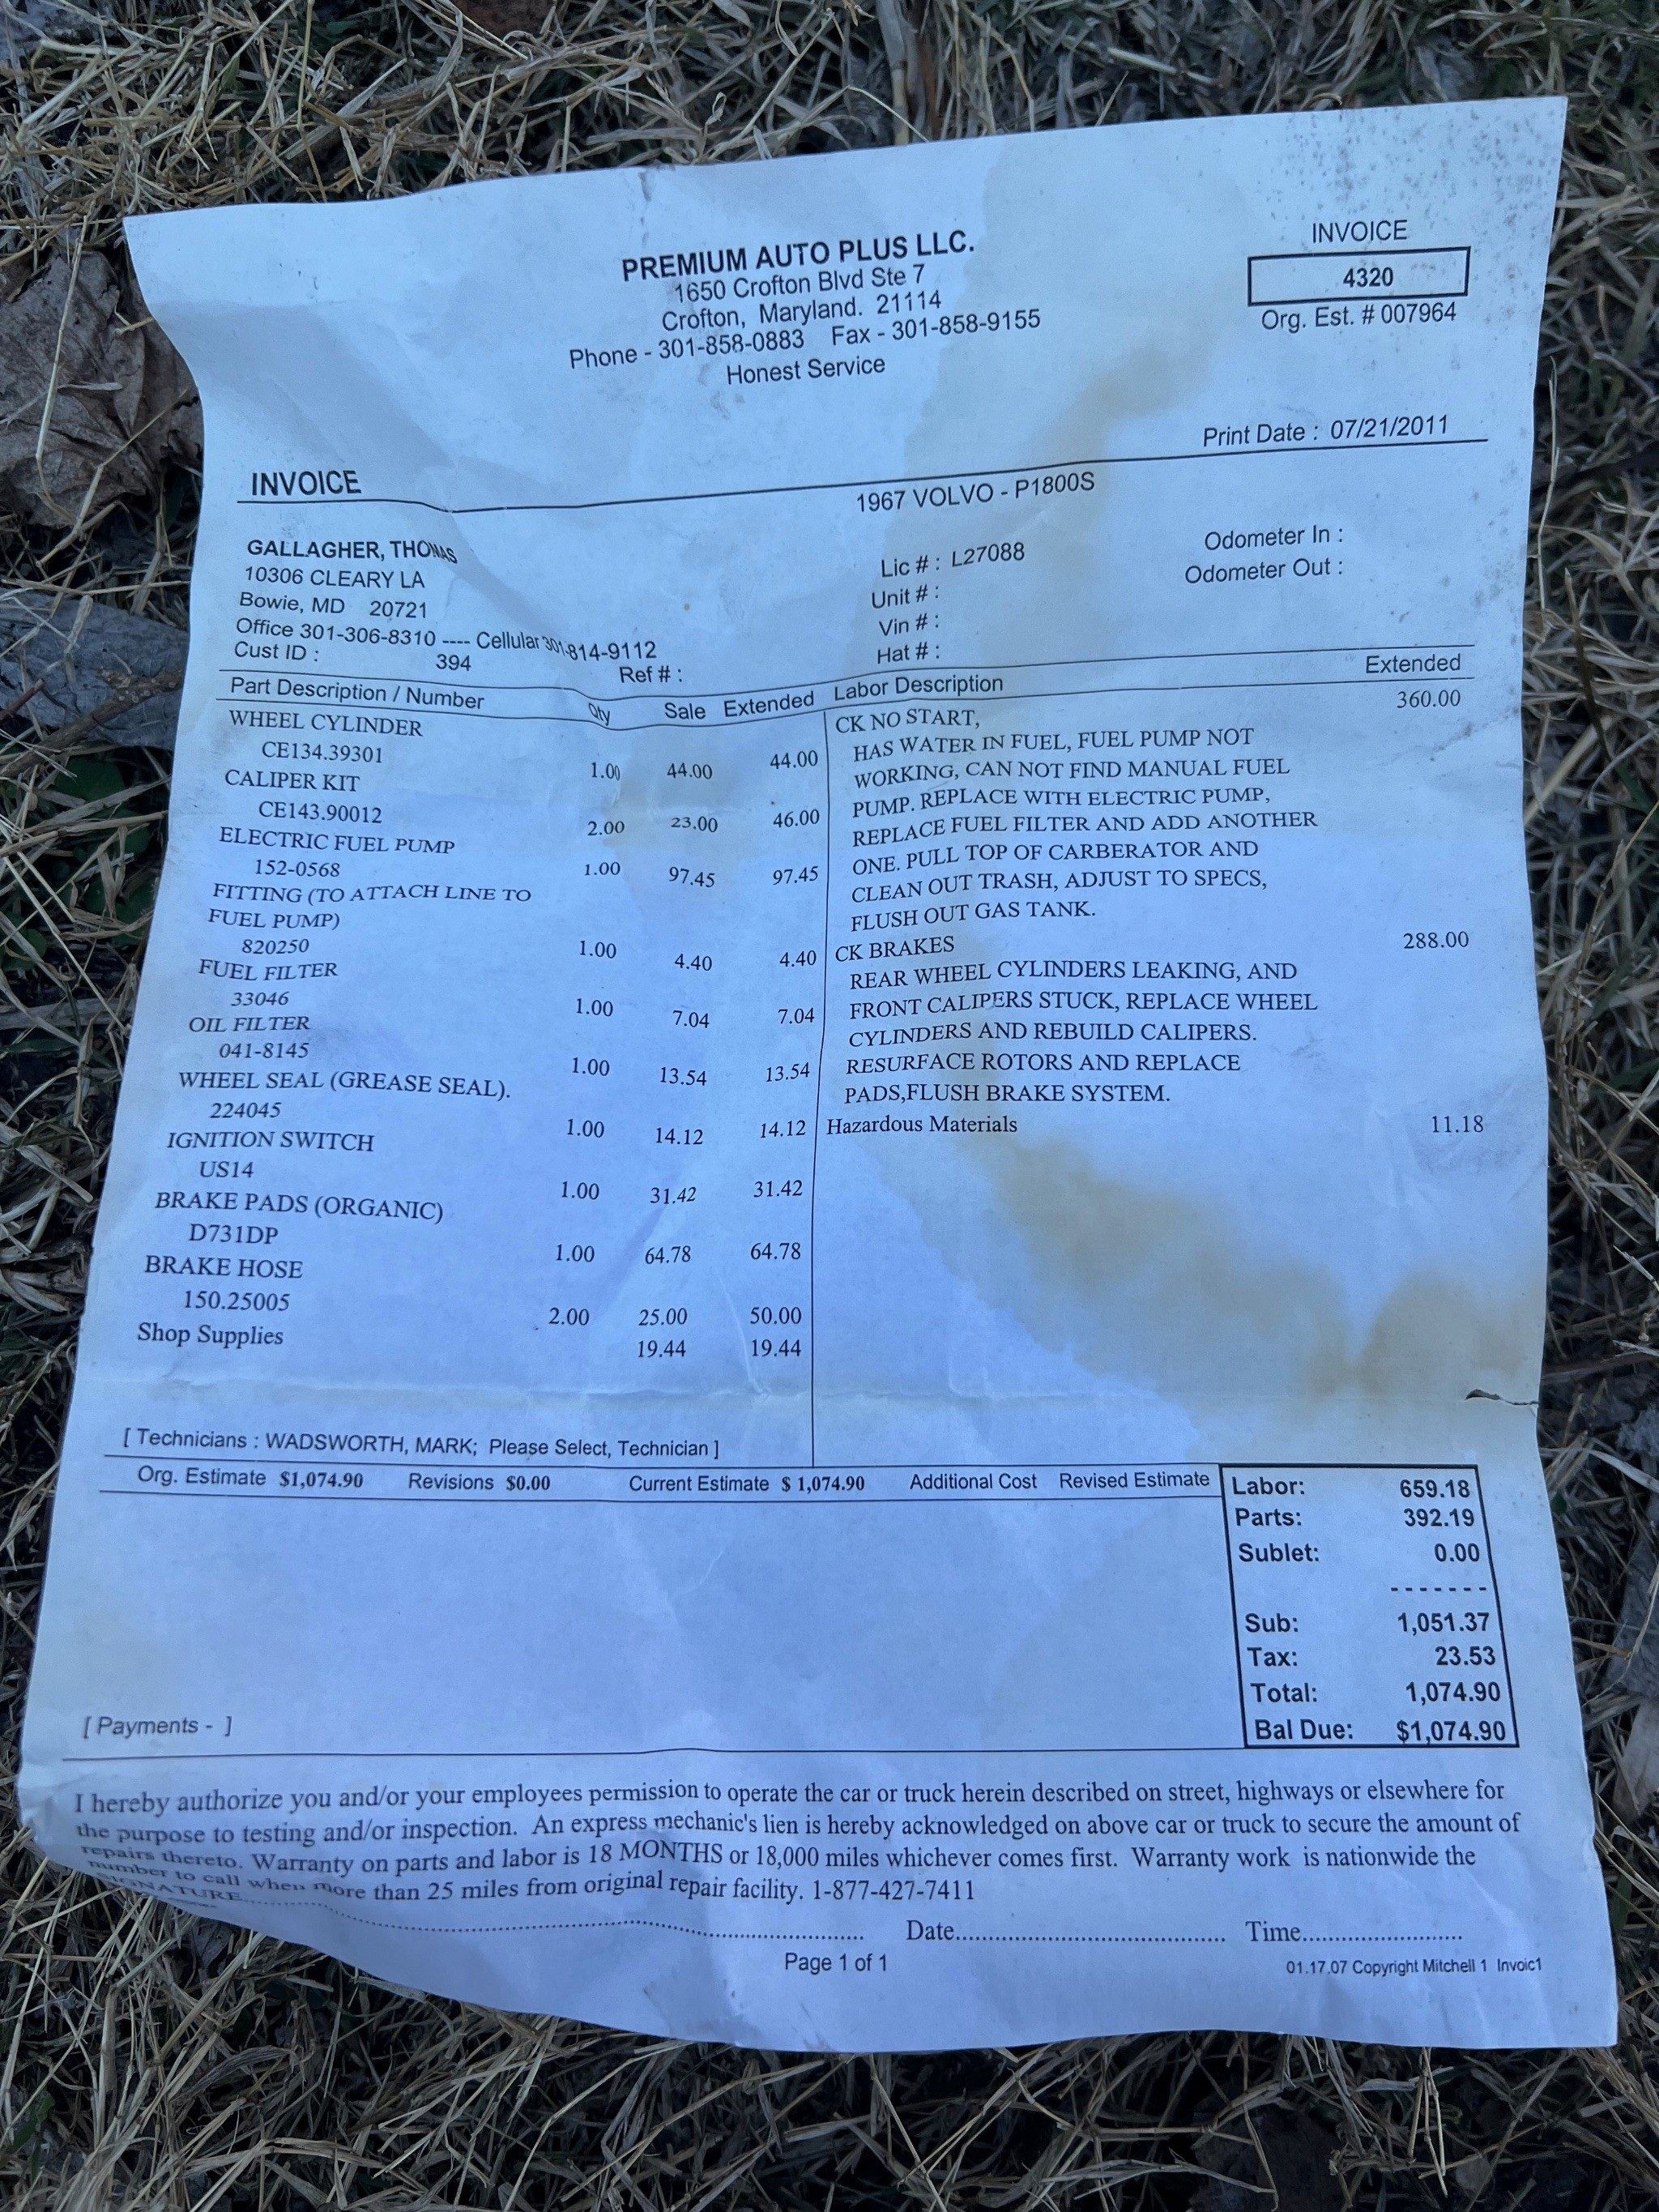 PREMIUM AUTO PLUS LLC.
1650 Crofton Blvd Ste 7
Crofton, Maryland. 21114
Phone - 301-858-0883 Fax - 301-858-9155
Honest Service
INVOICE
4320
Org. Est. # 007964
Print Date : 07/21/2011
INVOICE
1967 VOLVO - P1800S
GALLAGHER, THOMAS
10306 CLEARY LA
Bowie, MD 20721
Office 301-306-8310 ---- Cellular 301-814-9112
Cust ID : 394 Ref # :
Lic # : L27088
Unit # :
Vin # :
Hat # :
Odometer In :
Odometer Out :
Part Description / Number Qty Sale Extended
WHEEL CYLINDER
CE134.39301 1.00 44.00 44.00
CALIPER KIT
CE143.90012 2.00 23.00 46.00
ELECTRIC FUEL PUMP
152-0568 1.00 97.45 97.45
FITTING (TO ATTACH LINE TO
FUEL PUMP)
820250 1.00 4.40 4.40
FUEL FILTER
33046 1.00 7.04 7.04
OIL FILTER
041-8145 1.00 13.54 13.54
WHEEL SEAL (GREASE SEAL).
224045 1.00 14.12 14.12
IGNITION SWITCH
US14 1.00 31.42 31.42
BRAKE PADS (ORGANIC)
D731DP 1.00 64.78 64.78
BRAKE HOSE
150.25005 2.00 25.00 50.00
Shop Supplies 19.44 19.44
Labor Description Extended
CK NO START, 360.00
HAS WATER IN FUEL, FUEL PUMP NOT
WORKING, CAN NOT FIND MANUAL FUEL
PUMP. REPLACE WITH ELECTRIC PUMP,
REPLACE FUEL FILTER AND ADD ANOTHER
ONE. PULL TOP OF CARBERATOR AND
CLEAN OUT TRASH, ADJUST TO SPECS,
FLUSH OUT GAS TANK.
CK BRAKES 288.00
REAR WHEEL CYLINDERS LEAKING, AND
FRONT CALIPERS STUCK, REPLACE WHEEL
CYLINDERS AND REBUILD CALIPERS.
RESURFACE ROTORS AND REPLACE
PADS,FLUSH BRAKE SYSTEM.
Hazardous Materials 11.18
[ Technicians : WADSWORTH, MARK; Please Select, Technician ]
Org. Estimate $1,074.90 Revisions $0.00 Current Estimate $ 1,074.90 Additional Cost Revised Estimate
Labor: 659.18
Parts: 392.19
Sublet: 0.00
-------
Sub: 1,051.37
Tax: 23.53
Total: 1,074.90
Bal Due: $1,074.90
[ Payments - ]
I hereby authorize you and/or your employees permission to operate the car or truck herein described on street, highways or elsewhere for
the purpose to testing and/or inspection. An express mechanic's lien is hereby acknowledged on above car or truck to secure the amount of
repairs thereto. Warranty on parts and labor is 18 MONTHS or 18,000 miles whichever comes first. Warranty work is nationwide the
number to call when more than 25 miles from original repair facility. 1-877-427-7411
Date........................................ Time........................
Page 1 of 1
01.17.07 Copyright Mitchell 1 Invoic1